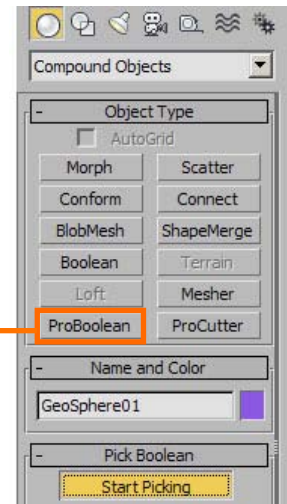 Compound Objects
- Object Type
AutoGrid
Morph Scatter
Conform Connect
BlobMesh ShapeMerge
Boolean Terrain
Loft Mesher
ProBoolean ProCutter
- Name and Color
GeoSphere01
- Pick Boolean
Start Picking